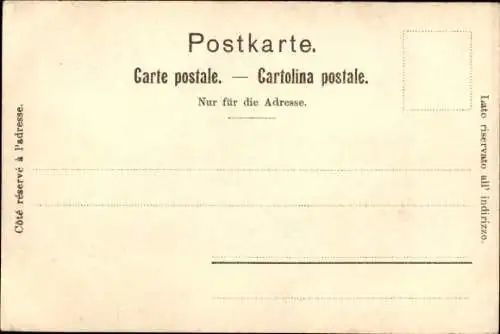 Postkarte.
Carte postale. — Cartolina postale.
Nur für die Adresse.
Côté réservé à l'adresse.
Lato riservato all' indirizzo.